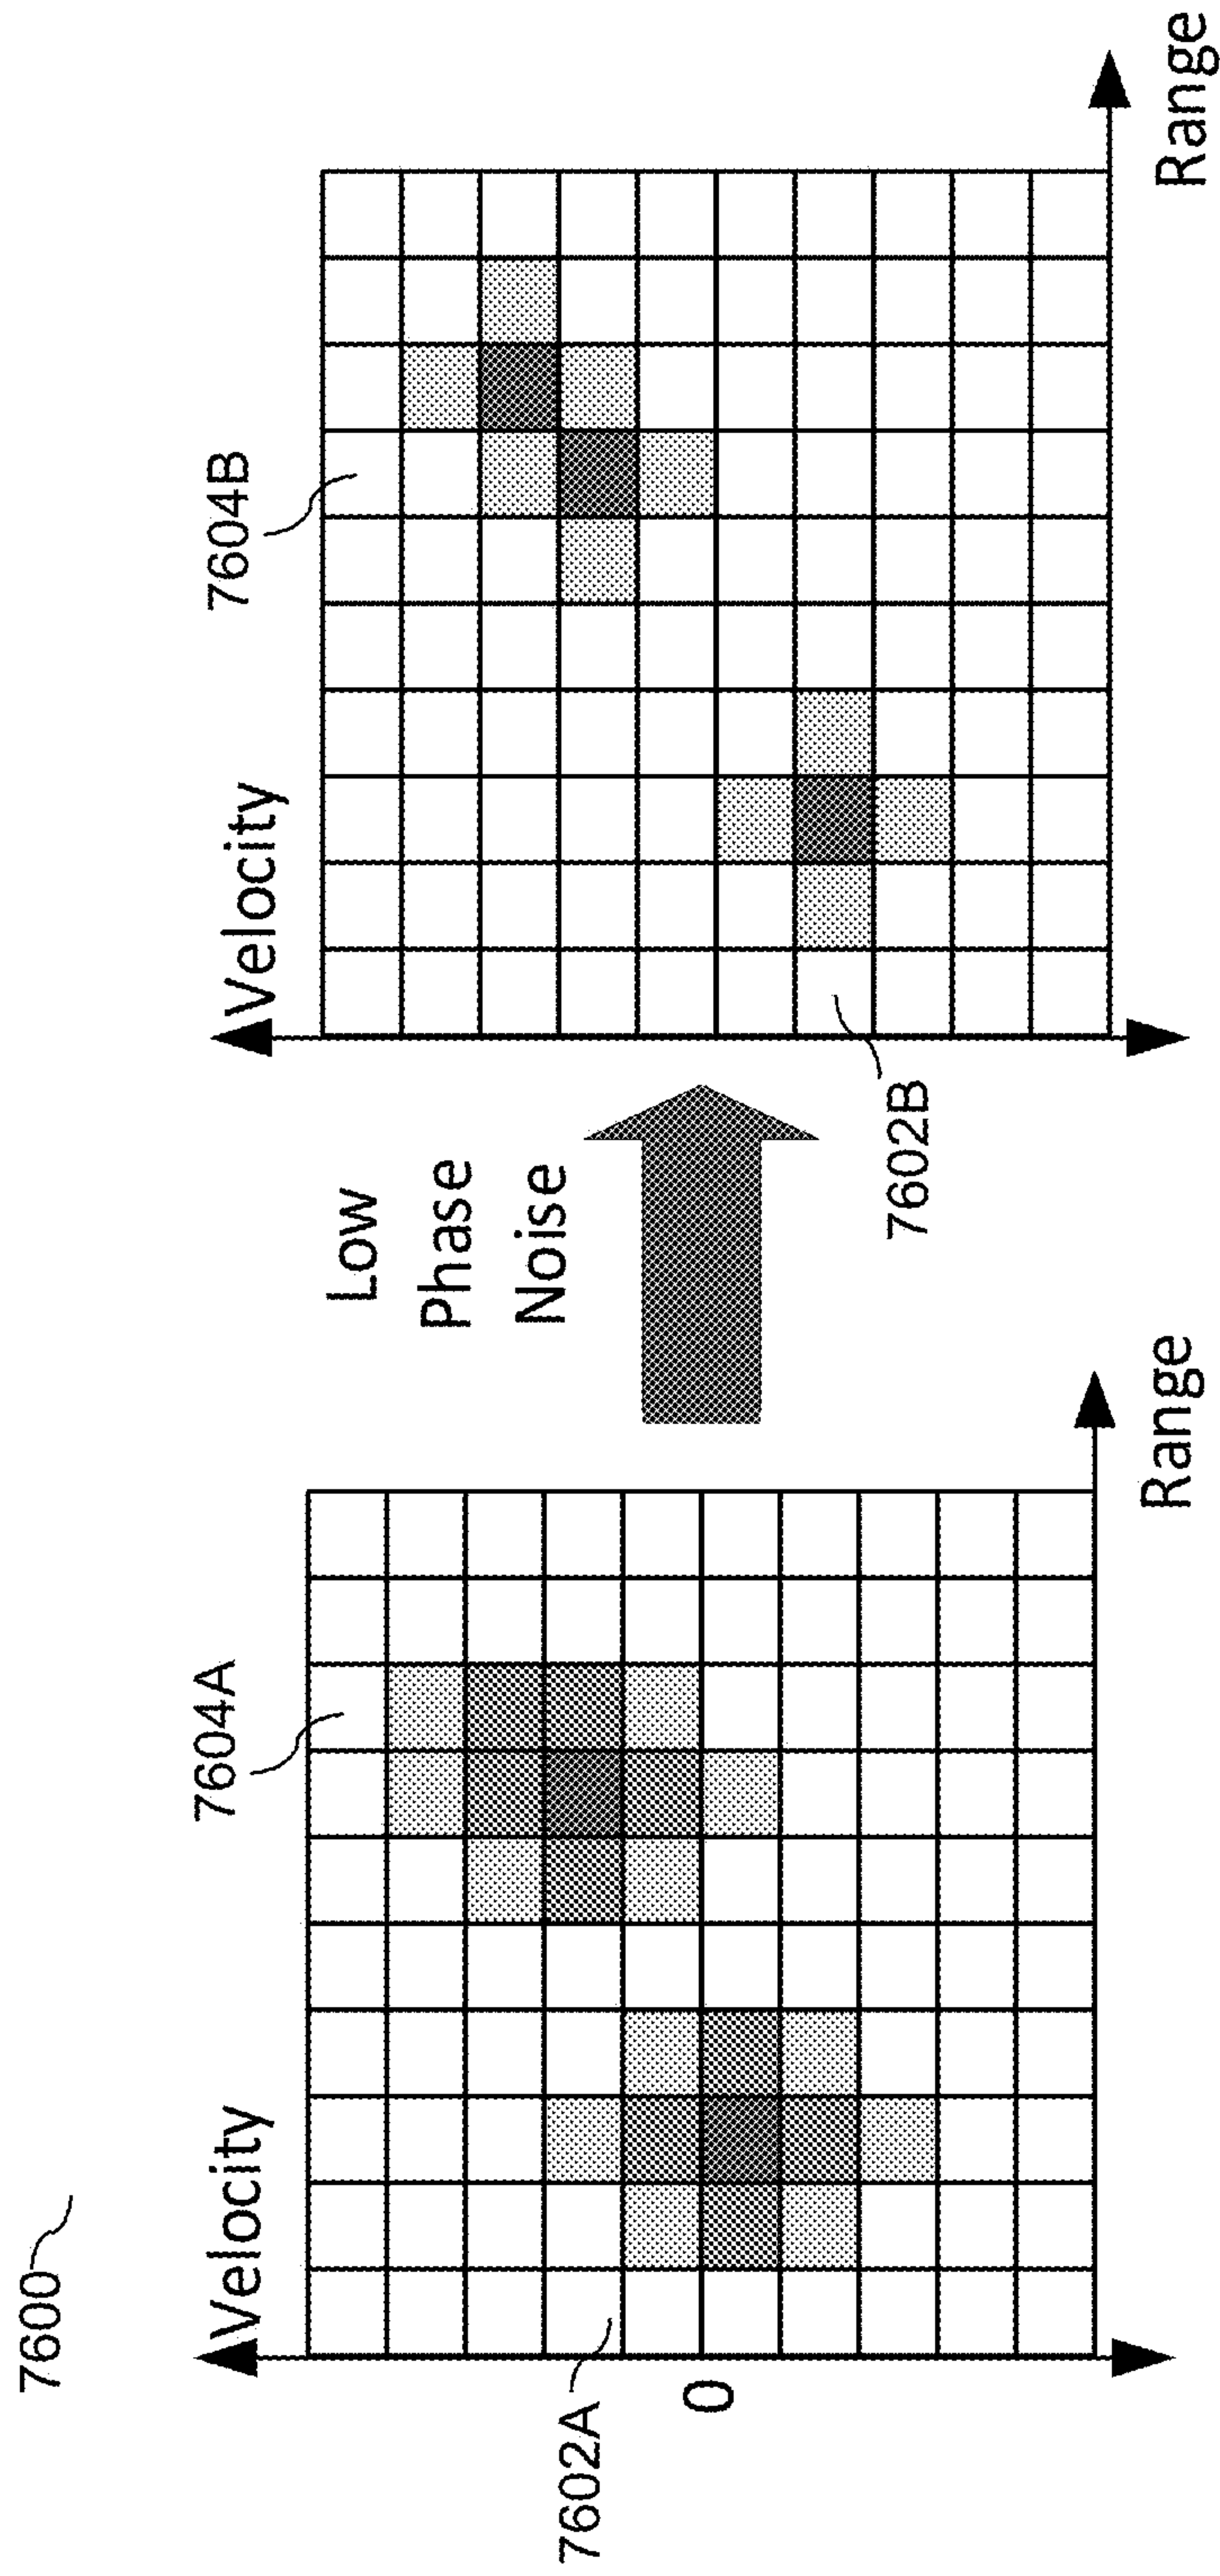 7600
Velocity
7604A
7602A
0
Range
Low
Phase
Noise
Velocity
7604B
7602B
Range